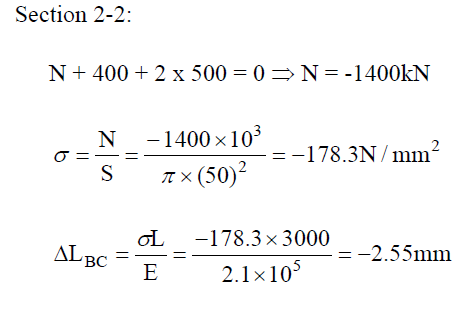 Section 2-2:
N + 400 + 2 x 500 = 0 ⇒ N = -1400kN
σ = N/S = −1400×10³/π×(50)² = −178.3N/mm²
ΔL_BC = σL/E = −178.3×3000/2.1×10⁵ = −2.55mm